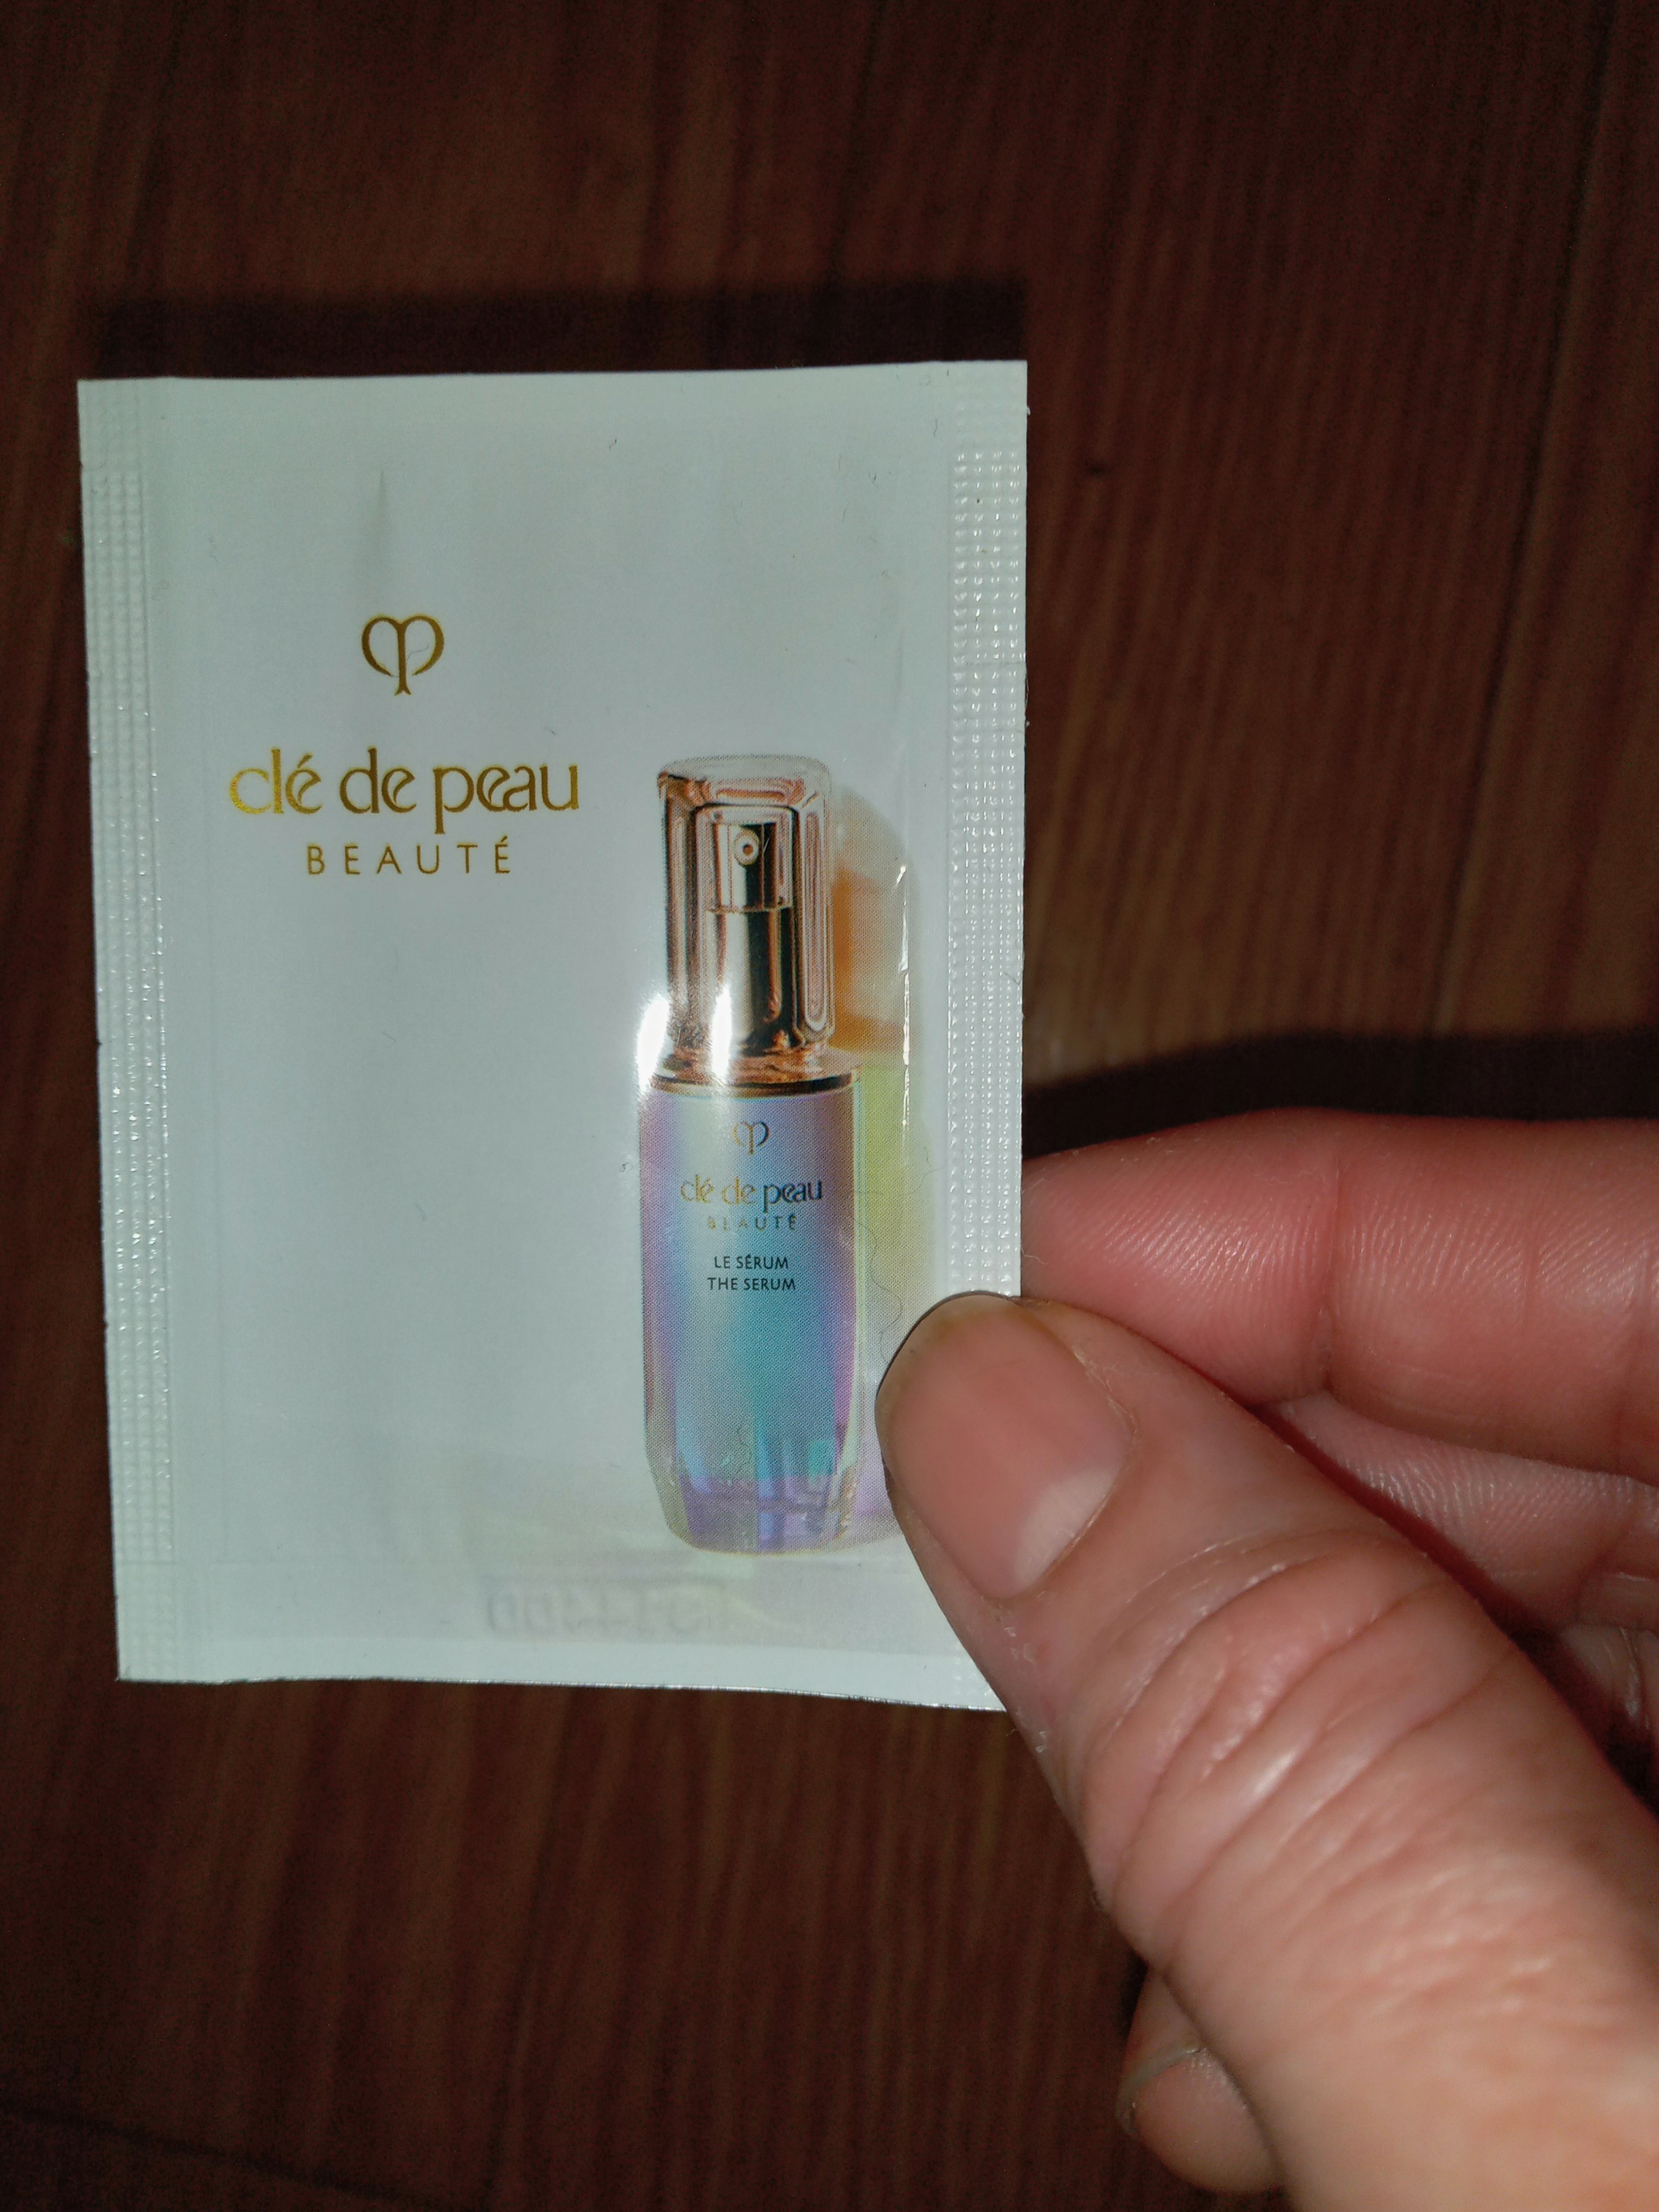 clé de peau
BEAUTÉ
clé de peau
BEAUTÉ
LE SÉRUM
THE SERUM